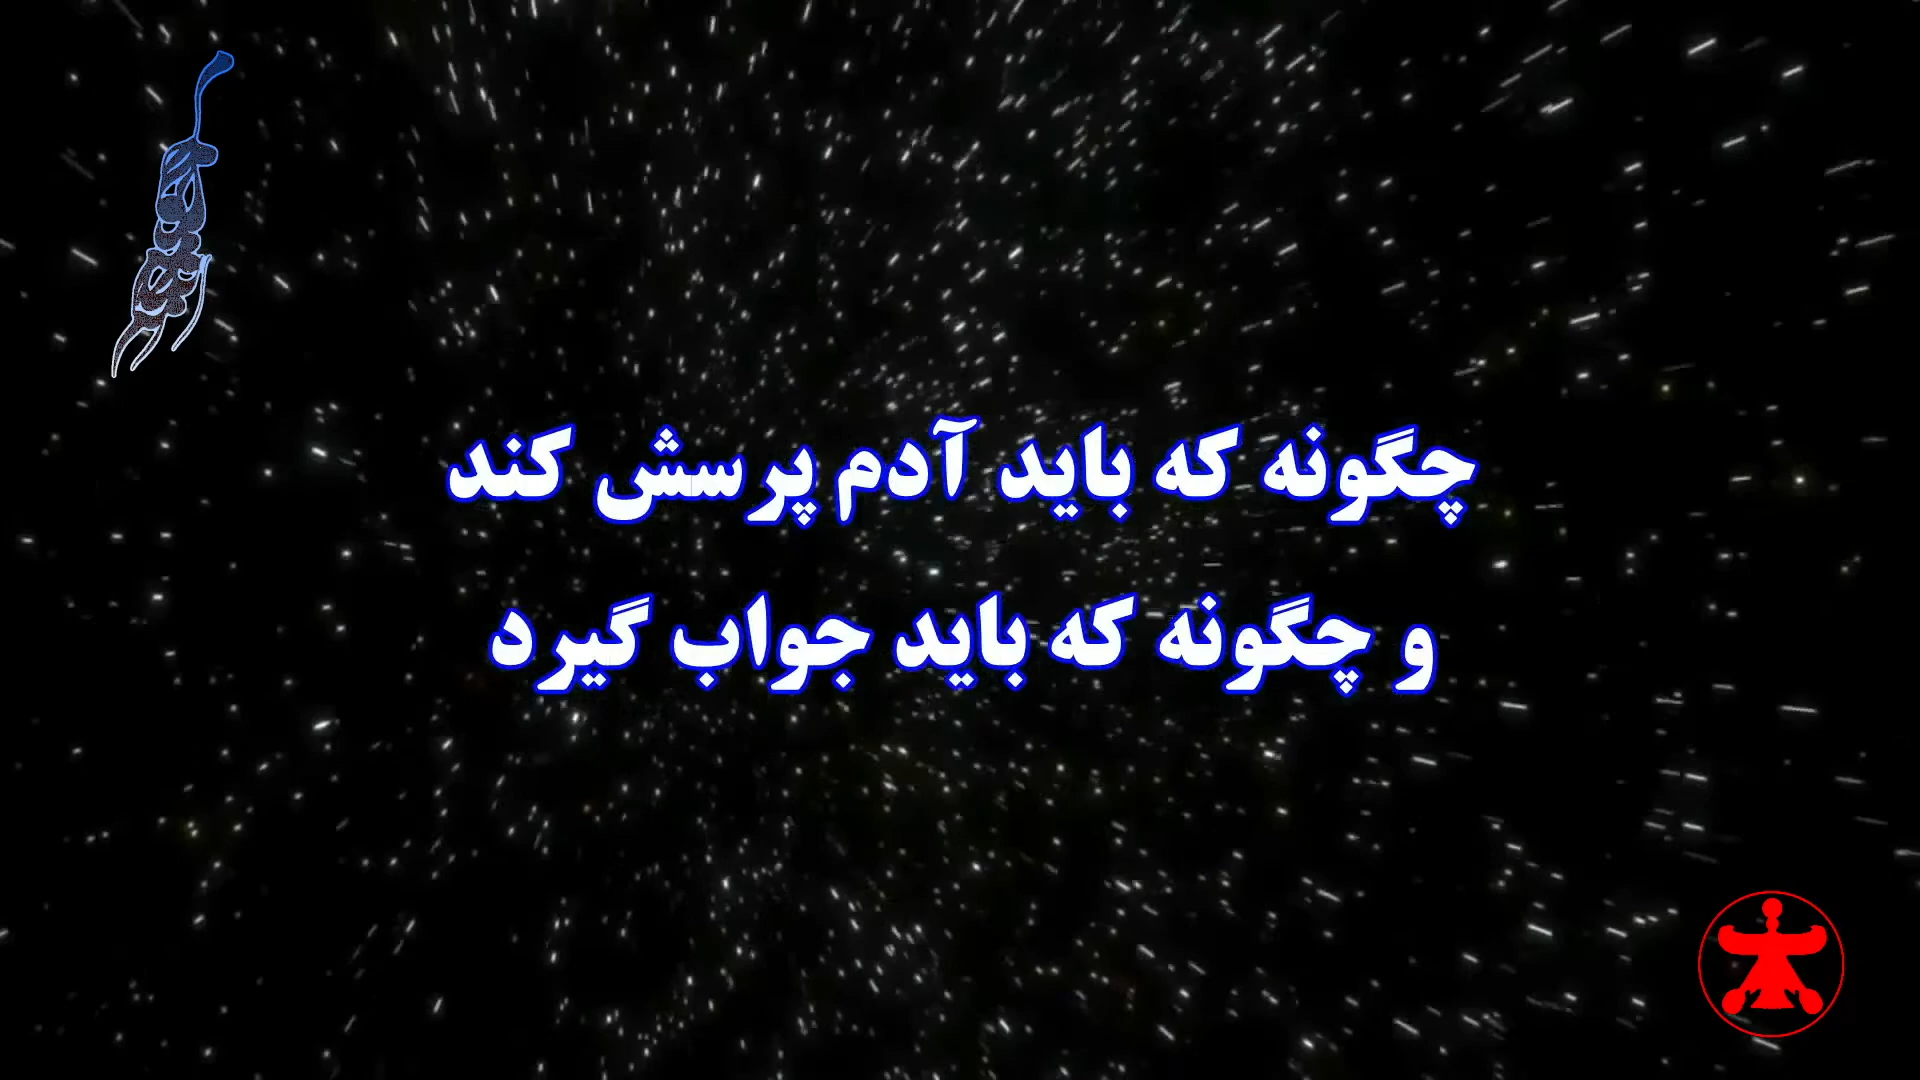 چگونه که باید آدم پرسش کند
و چگونه که باید جواب گیرد